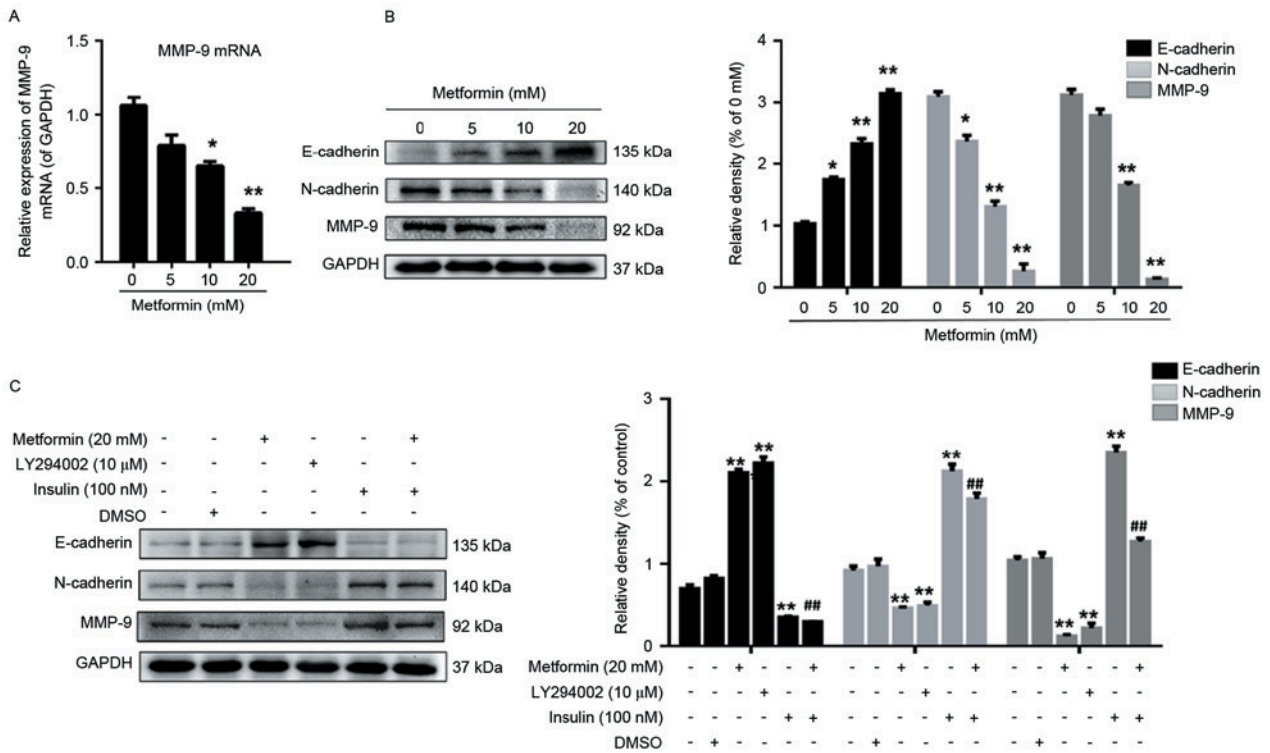 A
MMP-9 mRNA
Relative expression of MMP-9
mRNA (of GAPDH)
1.5
1.0
0.5
0.0
*
**
0 5 10 20
Metformin (mM)
B
Metformin (mM)
0 5 10 20
E-cadherin 135 kDa
N-cadherin 140 kDa
MMP-9 92 kDa
GAPDH 37 kDa
E-cadherin
N-cadherin
MMP-9
Relative density (% of 0 mM)
4
3
2
1
0
* ** ** * ** ** ** **
0 5 10 20 0 5 10 20 0 5 10 20
Metformin (mM)
C
Metformin (20 mM) - - + - - +
LY294002 (10 μM) - - - + - -
Insulin (100 nM) - - - - + +
DMSO - + - - - -
E-cadherin 135 kDa
N-cadherin 140 kDa
MMP-9 92 kDa
GAPDH 37 kDa
E-cadherin
N-cadherin
MMP-9
Relative density (% of control)
3
2
1
0
** ** ** ## ** ** ** ## ** ** ** ##
Metformin (20 mM) - - + - - + - - + - - + - - + - - +
LY294002 (10 μM) - - - + - - - - - + - - - - - + - -
Insulin (100 nM) - - - - + + - - - - + + - - - - + +
DMSO - + - - - - - + - - - - - + - - - -